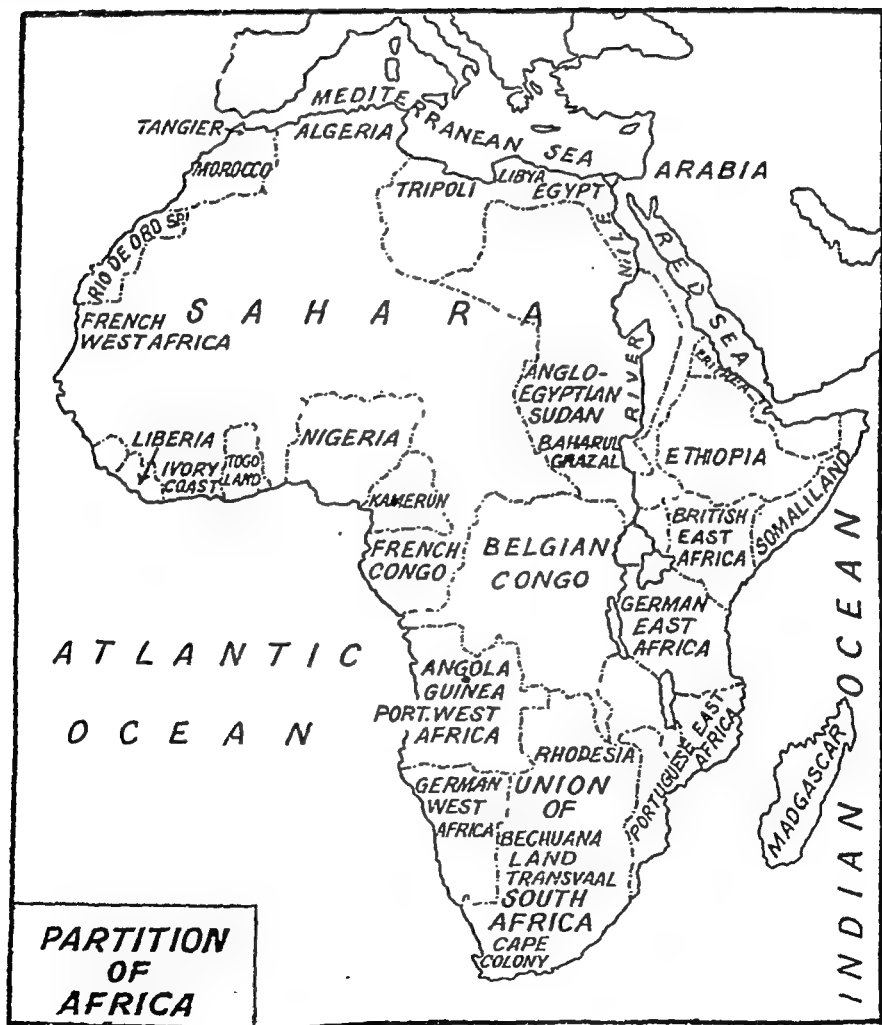 MEDITERRANEAN SEA
TANGIER
ALGERIA
ARABIA
MOROCCO
TRIPOLI
LIBYA
EGYPT
RIO DE ORO SP.
NILE
RIVER
RED SEA
SAHARA
FRENCH
WEST AFRICA
ERITREA
ANGLO-
EGYPTIAN
SUDAN
BAHARUL
GHAZAL
LIBERIA
IVORY
COAST
TOGO
LAND
NIGERIA
ETHIOPIA
KAMERUN
BRITISH
EAST
AFRICA
SOMALILAND
FRENCH
CONGO
BELGIAN
CONGO
GERMAN
EAST
AFRICA
ATLANTIC
OCEAN
INDIAN OCEAN
ANGOLA
GUINEA
PORT. WEST
AFRICA
RHODESIA
PORTUGUESE EAST
AFRICA
MADAGASCAR
GERMAN
WEST
AFRICA
UNION
OF
BECHUANA
LAND
TRANSVAAL
SOUTH
AFRICA
CAPE
COLONY
PARTITION
OF
AFRICA